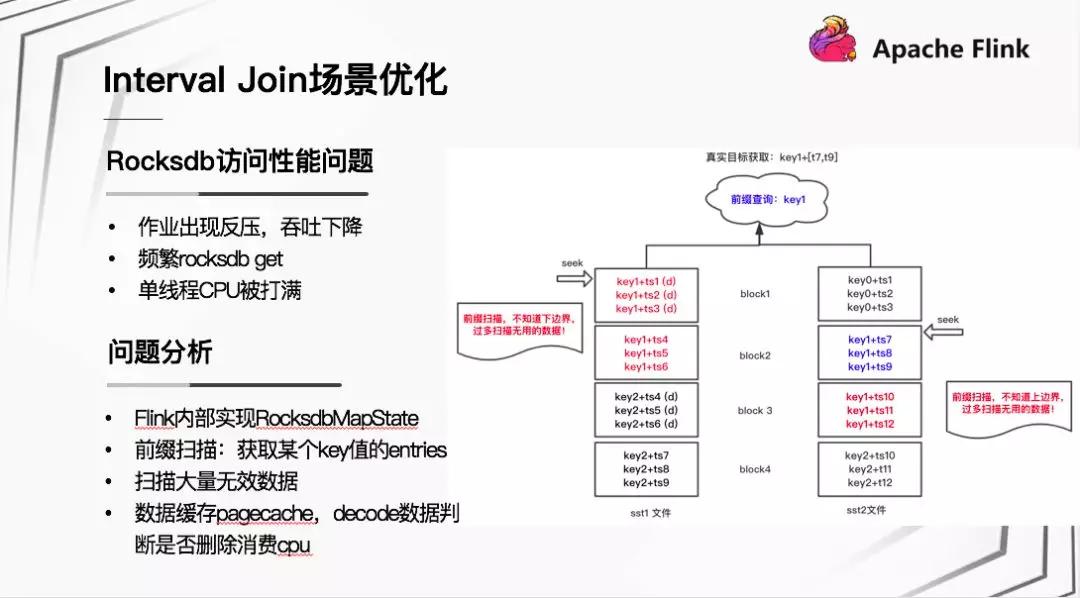 Apache Flink
Interval Join场景优化
Rocksdb访问性能问题
• 作业出现反压，吞吐下降
• 频繁rocksdb get
• 单线程CPU被打满
问题分析
• Flink内部实现RocksdbMapState
• 前缀扫描：获取某个key值的entries
• 扫描大量无效数据
• 数据缓存pagecache，decode数据判
断是否删除消费cpu
真实目标获取：key1+[t7,t9]
前缀查询：key1
seek
key1+ts1 (d)
key1+ts2 (d)
key1+ts3 (d)
前缀扫描，不知道下边界，
过多扫描无用的数据！
key1+ts4
key1+ts5
key1+ts6
key2+ts4 (d)
key2+ts5 (d)
key2+ts6 (d)
key2+ts7
key2+ts8
key2+ts9
sst1 文件
block1
block2
block 3
block4
key0+ts1
key0+ts2
key0+ts3
seek
key1+ts7
key1+ts8
key1+ts9
key1+ts10
key1+ts11
key1+ts12
前缀扫描，不知道上边界，
过多扫描无用的数据！
key2+ts10
key2+t11
key2+t12
sst2文件